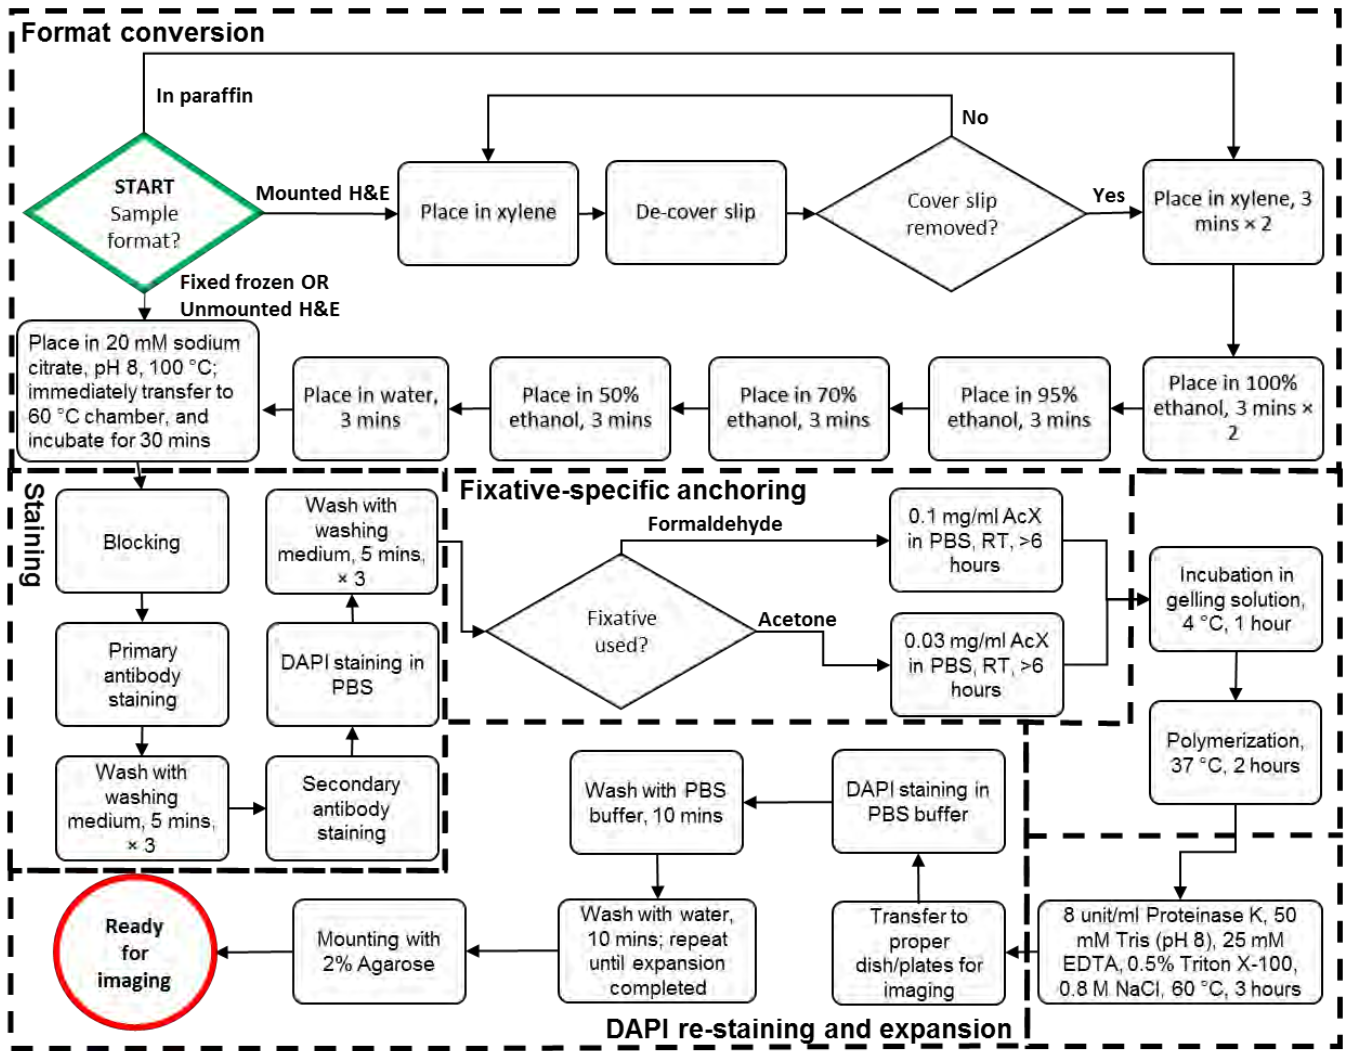 Format conversion
In paraffin
No
START
Sample
format?
Mounted H&E
Place in xylene
De-cover slip
Cover slip
removed?
Yes
Place in xylene, 3
mins × 2
Fixed frozen OR
Unmounted H&E
Place in 20 mM sodium
citrate, pH 8, 100 °C;
immediately transfer to
60 °C chamber, and
incubate for 30 mins
Place in water,
3 mins
Place in 50%
ethanol, 3 mins
Place in 70%
ethanol, 3 mins
Place in 95%
ethanol, 3 mins
Place in 100%
ethanol, 3 mins ×
2
Staining
Blocking
Primary
antibody
staining
Wash with
washing
medium, 5 mins,
× 3
Secondary
antibody
staining
DAPI staining in
PBS
Wash with
washing
medium, 5 mins,
× 3
Fixative-specific anchoring
Fixative
used?
Formaldehyde
0.1 mg/ml AcX
in PBS, RT, >6
hours
Acetone
0.03 mg/ml AcX
in PBS, RT, >6
hours
Incubation in
gelling solution,
4 °C, 1 hour
Polymerization,
37 °C, 2 hours
8 unit/ml Proteinase K, 50
mM Tris (pH 8), 25 mM
EDTA, 0.5% Triton X-100,
0.8 M NaCl, 60 °C, 3 hours
Transfer to
proper
dish/plates for
imaging
DAPI staining in
PBS buffer
Wash with PBS
buffer, 10 mins
Wash with water,
10 mins; repeat
until expansion
completed
Mounting with
2% Agarose
Ready
for
imaging
DAPI re-staining and expansion